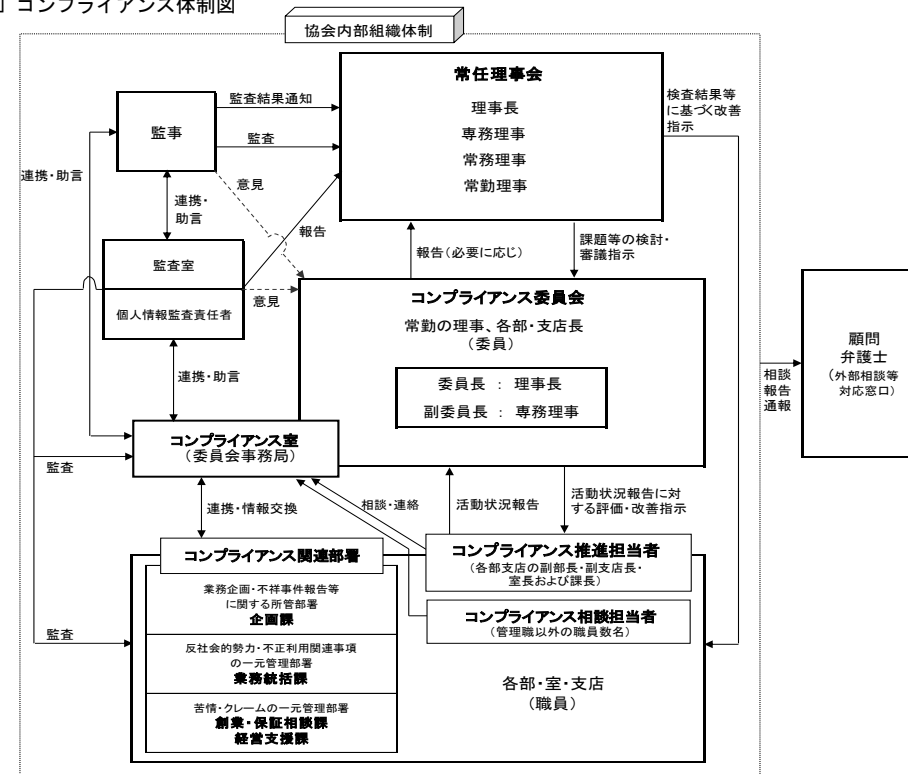 コンプライアンス体制図
協会内部組織体制
常任理事会
理事長
専務理事
常務理事
常勤理事
検査結果等
に基づく改善
指示
監事
監査結果通知
監査
連携・助言
連携・
助言
意見
報告
報告(必要に応じ)
課題等の検討・
審議指示
監査室
個人情報監査責任者
意見
コンプライアンス委員会
常勤の理事、各部・支店長
(委員)
委員長 : 理事長
副委員長 : 専務理事
顧問
弁護士
(外部相談等
対応窓口)
相談
報告
通報
連携・助言
コンプライアンス室
(委員会事務局)
監査
連携・情報交換
相談・連絡
活動状況報告
活動状況報告に対
する評価・改善指示
コンプライアンス関連部署
業務企画・不祥事件報告等
に関する所管部署
企画課
反社会的勢力・不正利用関連事項
の一元管理部署
業務統括課
苦情・クレームの一元管理部署
創業・保証相談課
経営支援課
コンプライアンス推進担当者
(各部支店の副部長・副支店長・
室長および課長)
コンプライアンス相談担当者
(管理職以外の職員数名)
監査
各部・室・支店
(職員)